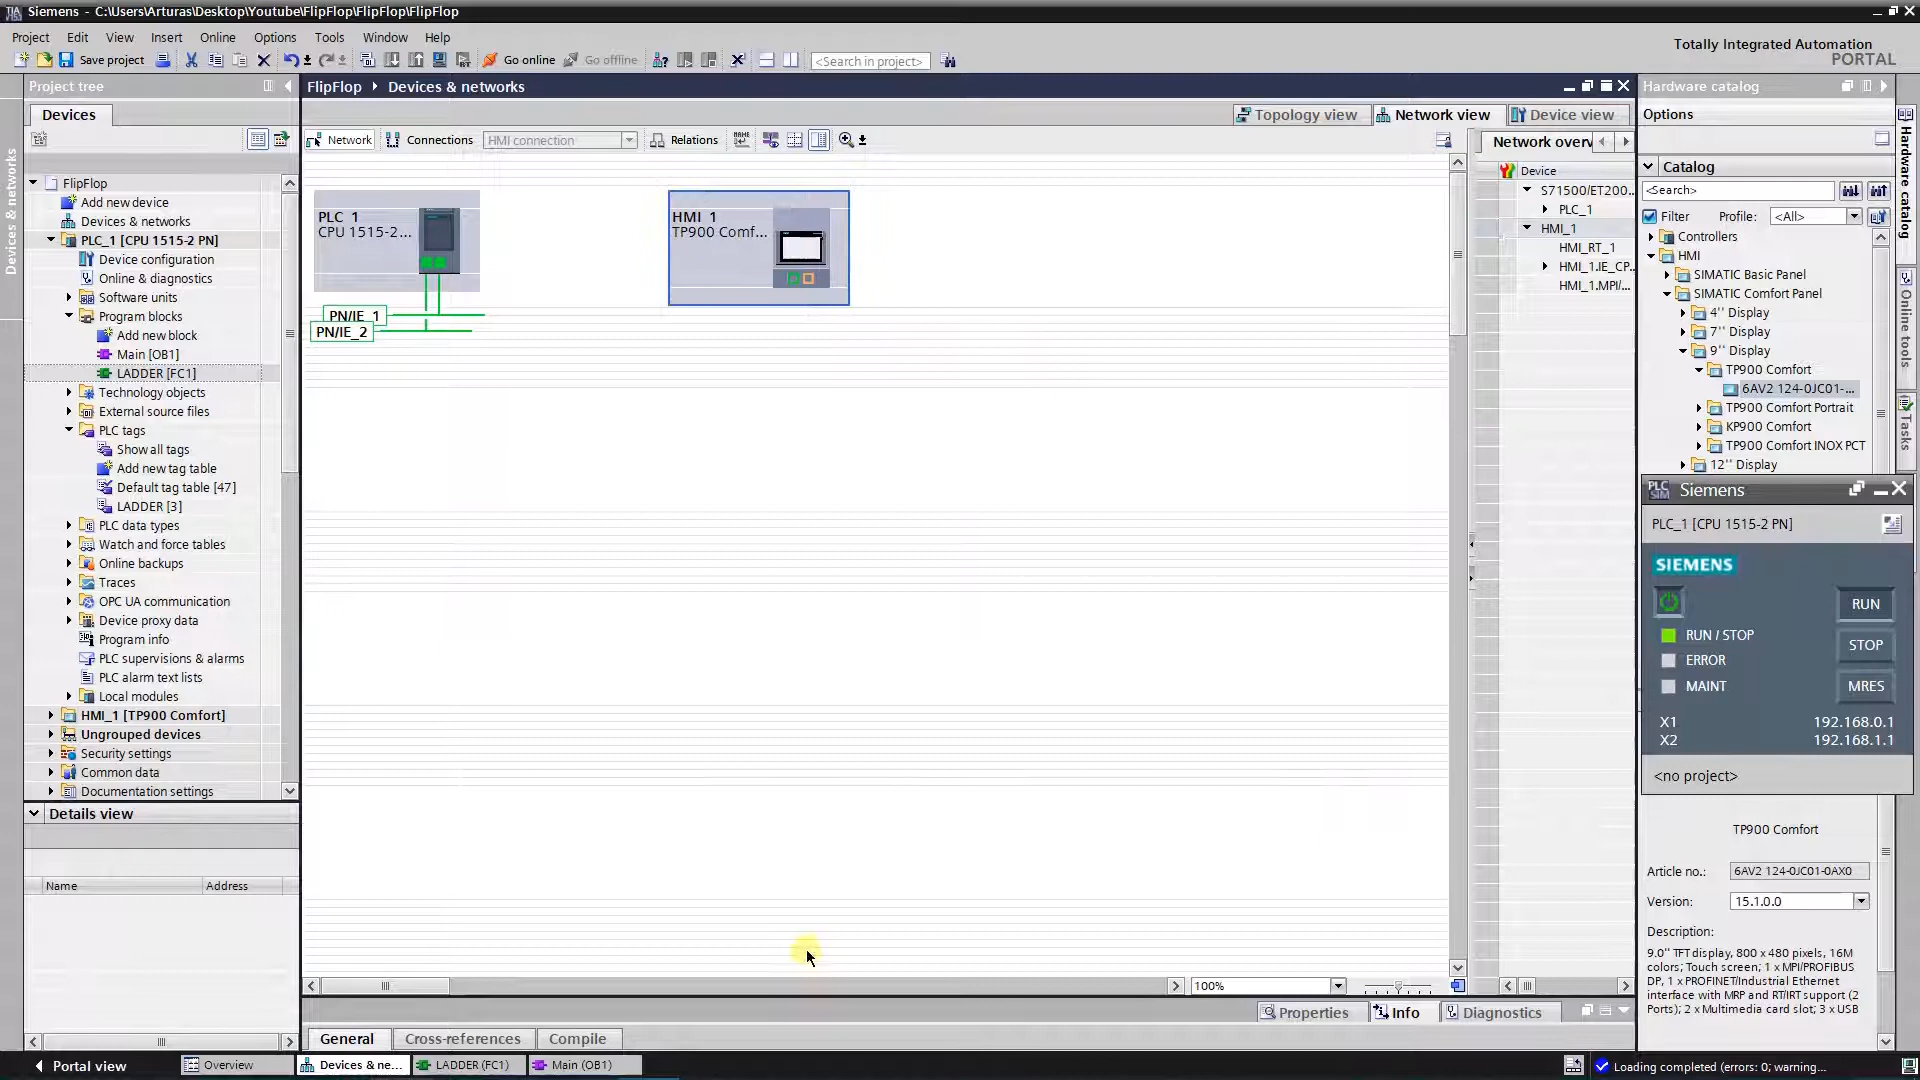 Siemens - C:\Users\Arturas\Desktop\Youtube\FlipFlop\FlipFlop\FlipFlop
Project Edit View Insert Online Options Tools Window Help
Totally Integrated Automation
PORTAL
Save project
Go online
Go offline
<Search in project>
Project tree
FlipFlop
Devices & networks
Hardware catalog
Devices
Topology view
Network view
Device view
Options
Network
Connections
HMI connection
Relations
Devices & networks
FlipFlop
Add new device
Devices & networks
PLC_1 [CPU 1515-2 PN]
Device configuration
Online & diagnostics
Software units
Program blocks
Add new block
Main [OB1]
LADDER [FC1]
Technology objects
External source files
PLC tags
Show all tags
Add new tag table
Default tag table [47]
LADDER [3]
PLC data types
Watch and force tables
Online backups
Traces
OPC UA communication
Device proxy data
Program info
PLC supervisions & alarms
PLC alarm text lists
Local modules
HMI_1 [TP900 Comfort]
Ungrouped devices
Security settings
Common data
Documentation settings
Details view
Name
Address
PLC_1
CPU 1515-2...
HMI_1
TP900 Comf...
PN/IE_1
PN/IE_2
100%
Network overv
Device
S71500/ET200...
PLC_1
HMI_1
HMI_RT_1
HMI_1.IE_CP...
HMI_1.MPI/...
Catalog
<Search>
Filter
Profile:
<All>
Controllers
HMI
SIMATIC Basic Panel
SIMATIC Comfort Panel
4'' Display
7'' Display
9'' Display
TP900 Comfort
6AV2 124-0JC01-...
TP900 Comfort Portrait
KP900 Comfort
TP900 Comfort INOX PCT
12'' Display
Hardware catalog
Online tools
Tasks
PLC
SIM
Siemens
PLC_1 [CPU 1515-2 PN]
SIEMENS
RUN
RUN / STOP
STOP
ERROR
MAINT
MRES
X1 192.168.0.1
X2 192.168.1.1
<no project>
TP900 Comfort
Article no.: 6AV2 124-0JC01-0AX0
Version: 15.1.0.0
Description:
9.0'' TFT display, 800 x 480 pixels, 16M
colors; Touch screen; 1 x MPI/PROFIBUS
DP, 1 x PROFINET/Industrial Ethernet
interface with MRP and RT/IRT support (2
Ports); 2 x Multimedia card slot; 3 x USB
Properties
Info
Diagnostics
General
Cross-references
Compile
Portal view
Overview
Devices & ne...
LADDER (FC1)
Main (OB1)
Loading completed (errors: 0; warning...